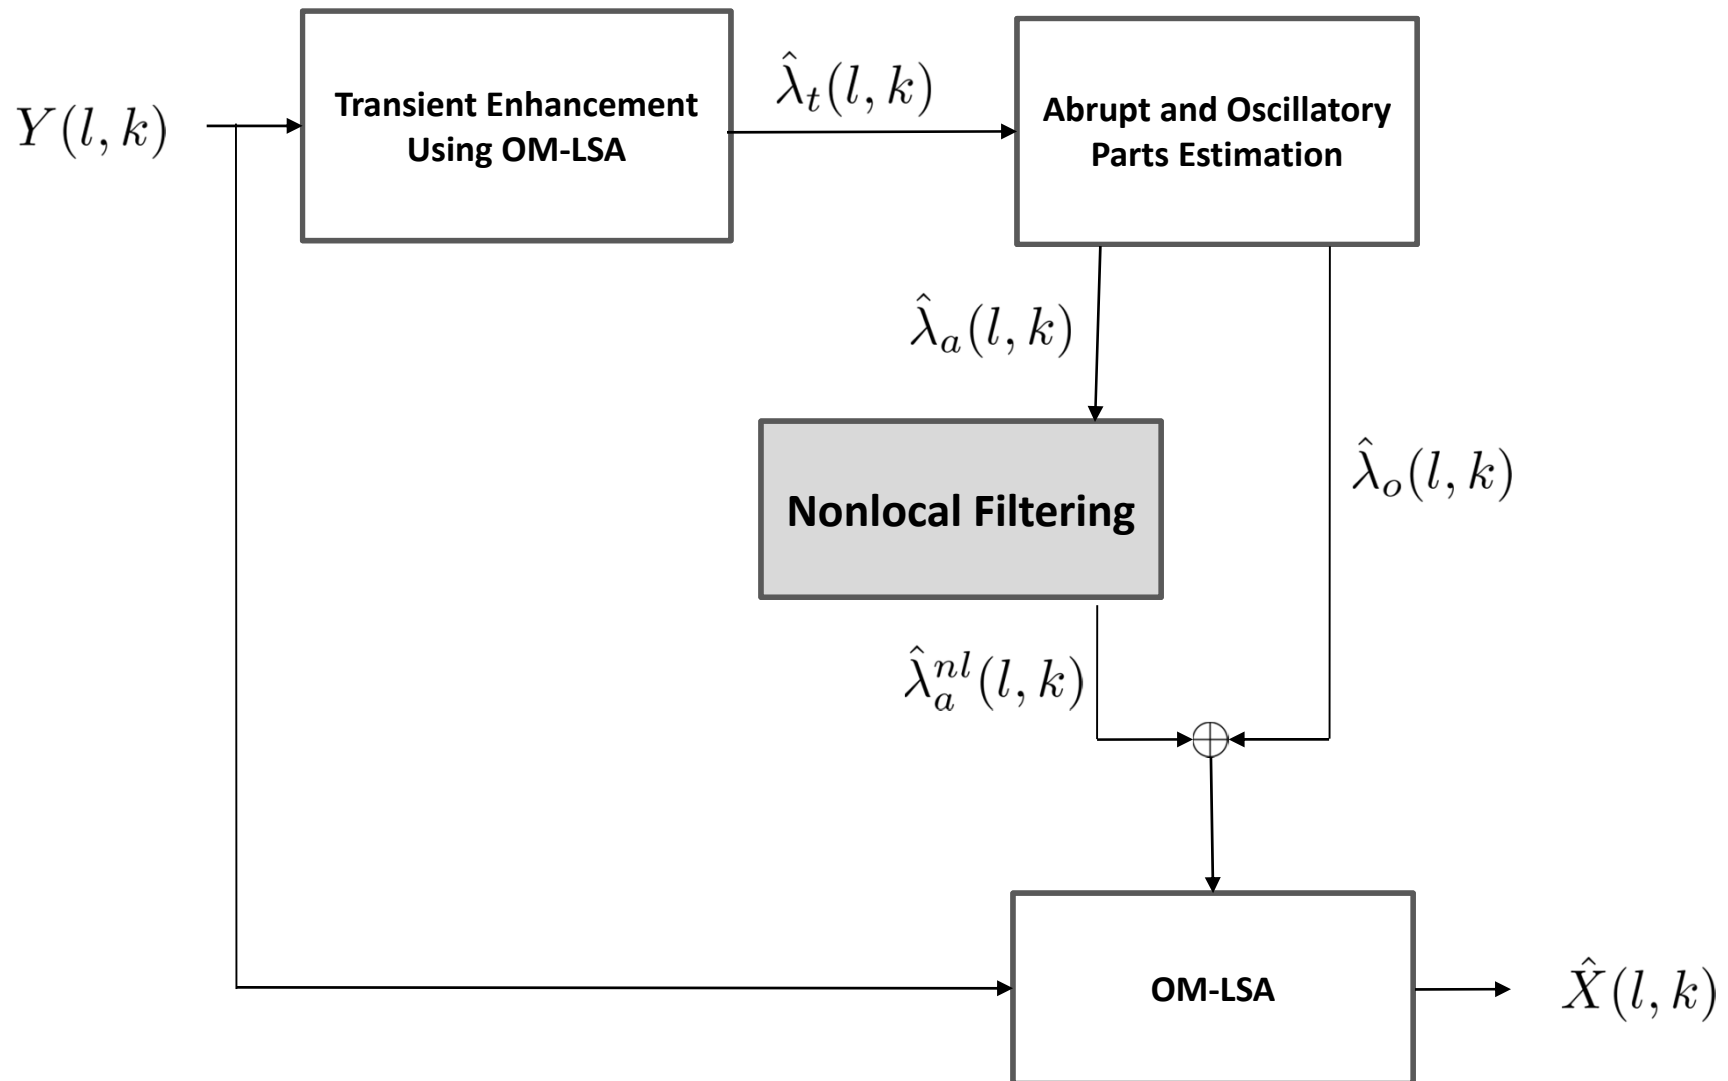 Y(l, k)
Transient Enhancement
Using OM-LSA
λ̂_t(l, k)
Abrupt and Oscillatory
Parts Estimation
λ̂_a(l, k)
λ̂_o(l, k)
Nonlocal Filtering
λ̂_a^{nl}(l, k)
OM-LSA
X̂(l, k)